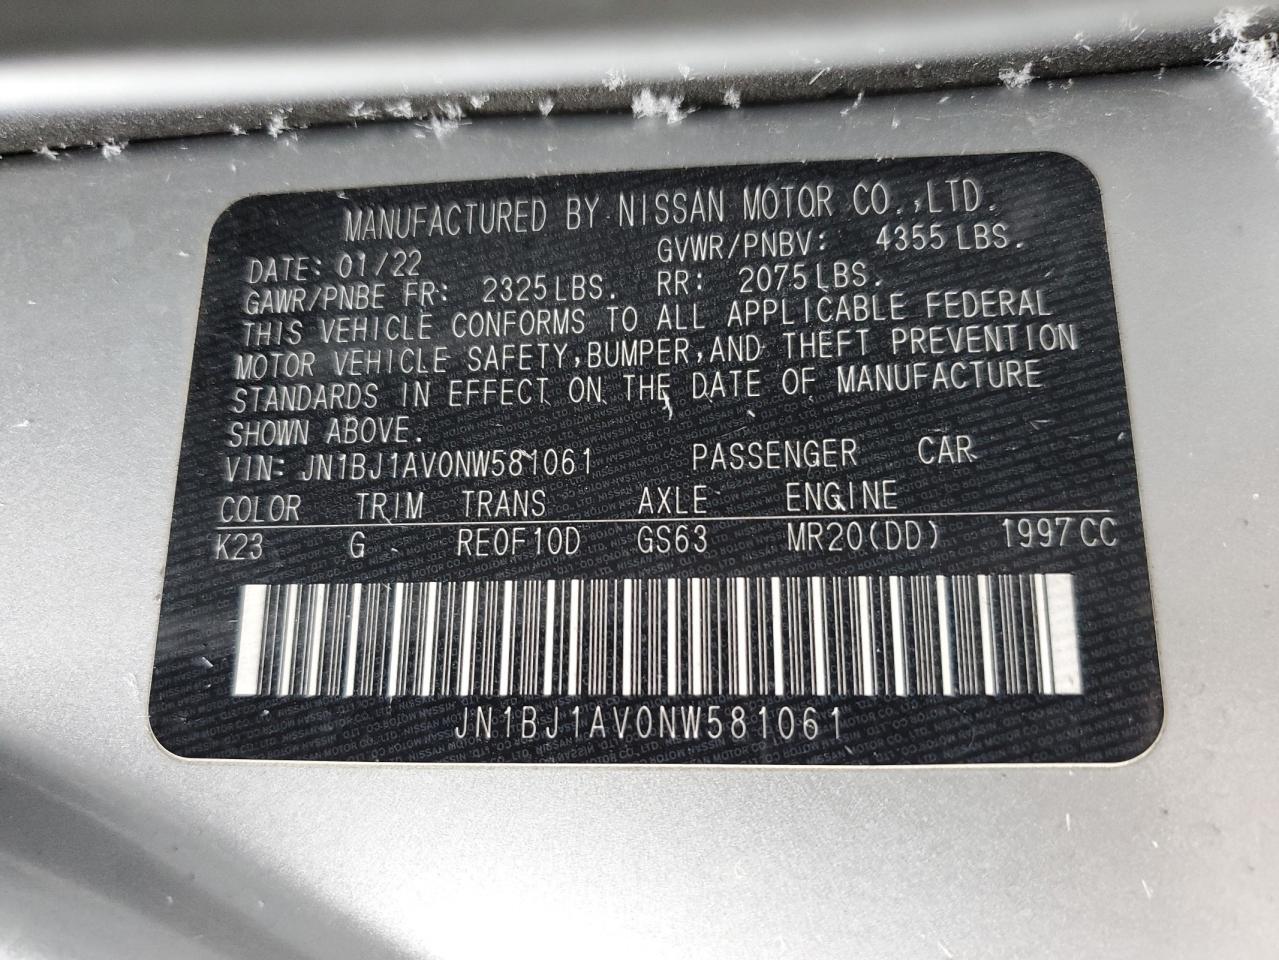 MANUFACTURED BY NISSAN MOTOR CO.,LTD.
DATE: 01/22 GVWR/PNBV: 4355 LBS.
GAWR/PNBE FR: 2325 LBS. RR: 2075 LBS.
THIS VEHICLE CONFORMS TO ALL APPLICABLE FEDERAL
MOTOR VEHICLE SAFETY,BUMPER,AND THEFT PREVENTION
STANDARDS IN EFFECT ON THE DATE OF MANUFACTURE
SHOWN ABOVE.
VIN: JN1BJ1AV0NW581061 PASSENGER CAR
COLOR TRIM TRANS AXLE ENGINE
K23 G RE0F10D GS63 MR20(DD) 1997CC
JN1BJ1AV0NW581061